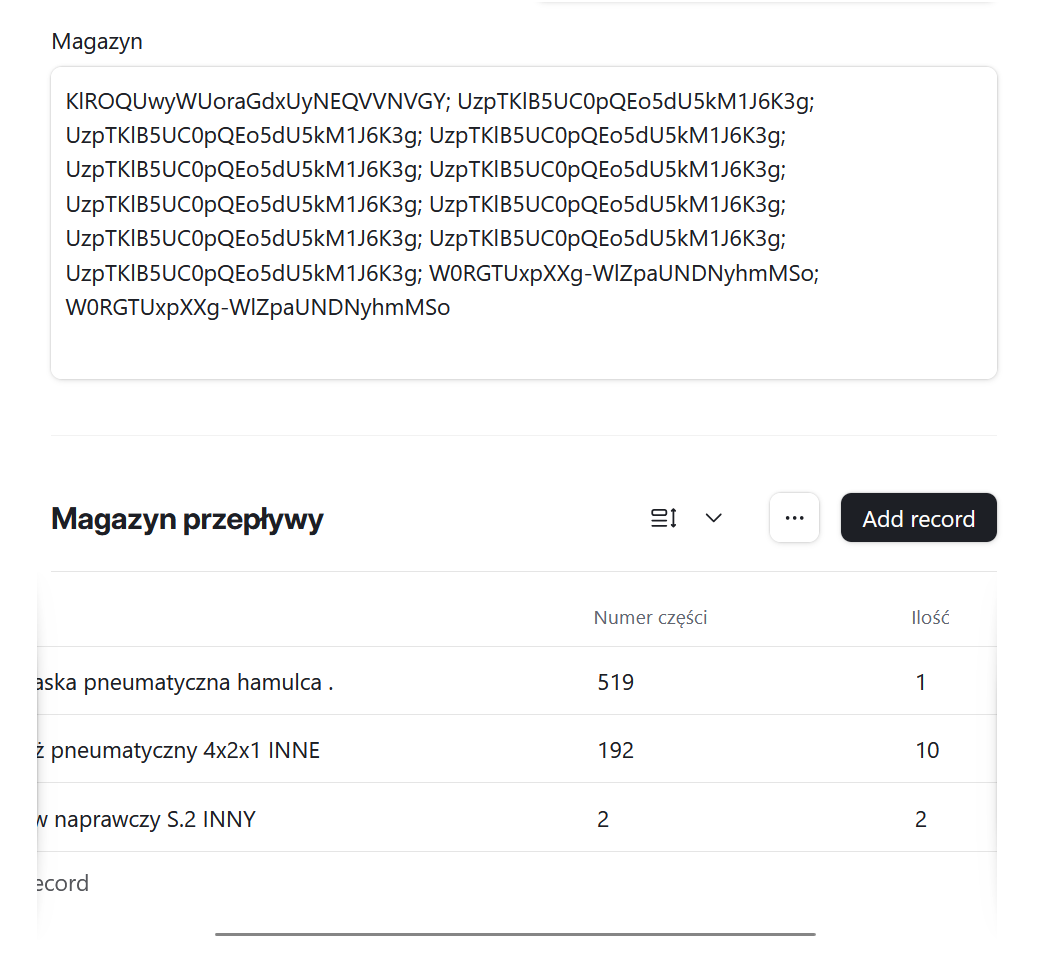 Magazyn
KlROQUwyWUoraGdxUyNEQVVNVGY; UzpTKlB5UC0pQEo5dU5kM1J6K3g;
UzpTKlB5UC0pQEo5dU5kM1J6K3g; UzpTKlB5UC0pQEo5dU5kM1J6K3g;
UzpTKlB5UC0pQEo5dU5kM1J6K3g; UzpTKlB5UC0pQEo5dU5kM1J6K3g;
UzpTKlB5UC0pQEo5dU5kM1J6K3g; UzpTKlB5UC0pQEo5dU5kM1J6K3g;
UzpTKlB5UC0pQEo5dU5kM1J6K3g; UzpTKlB5UC0pQEo5dU5kM1J6K3g;
UzpTKlB5UC0pQEo5dU5kM1J6K3g; W0RGTUxpXXg-WlZpaUNDNyhmMSo;
W0RGTUxpXXg-WlZpaUNDNyhmMSo
Magazyn przepływy
Add record
Numer części Ilość
aska pneumatyczna hamulca . 519 1
ż pneumatyczny 4x2x1 INNE 192 10
w naprawczy S.2 INNY 2 2
ecord